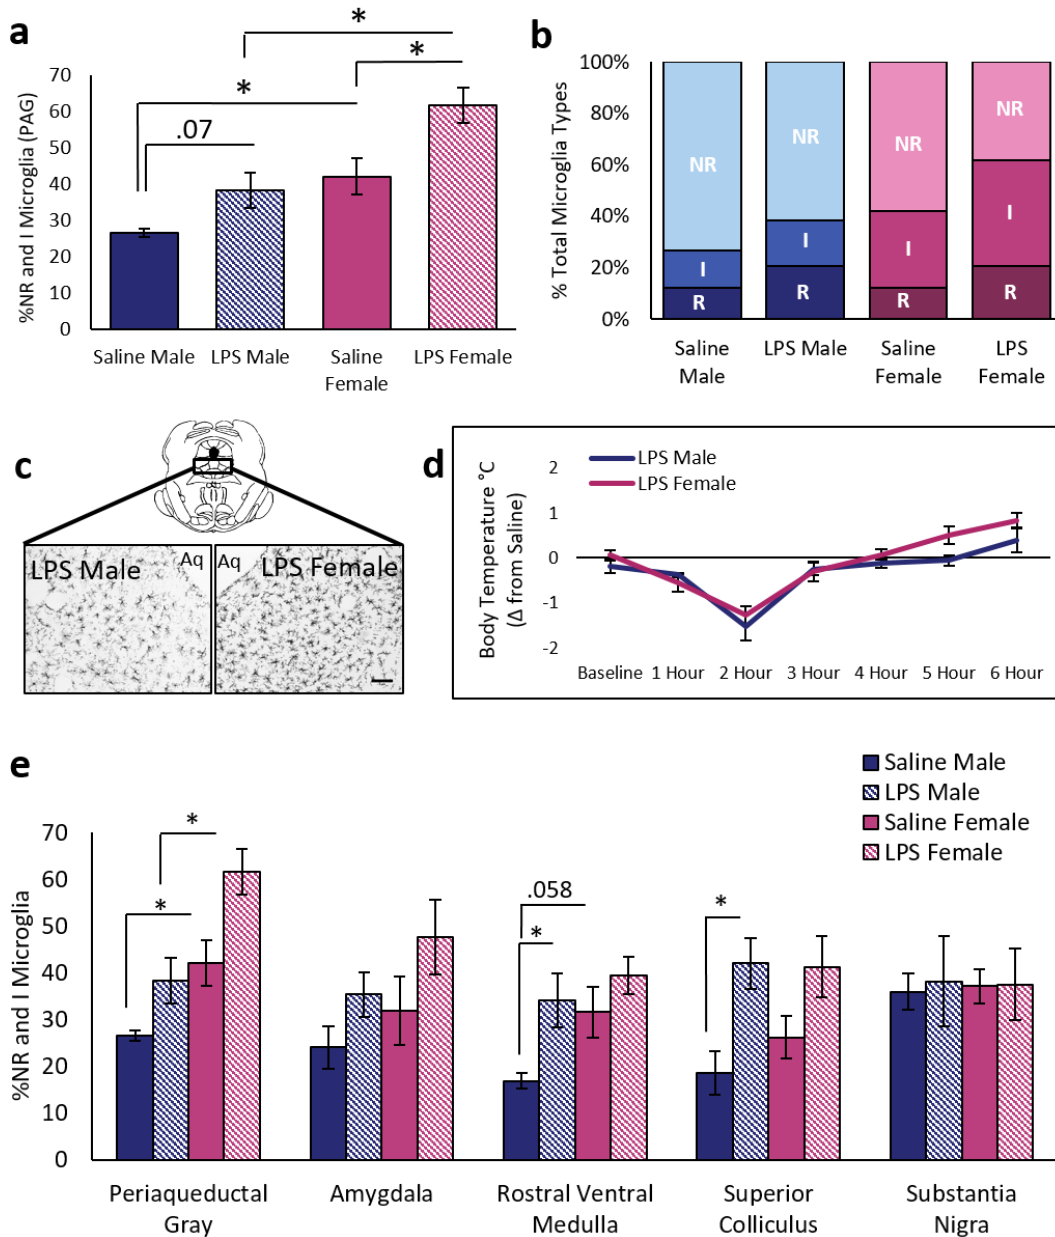 a
*
*
*
.07
%NR and I Microglia (PAG)
70
60
50
40
30
20
10
0
Saline Male
LPS Male
Saline
Female
LPS Female
b
% Total Microglia Types
100%
80%
60%
40%
20%
0%
NR
NR
NR
NR
I
I
I
I
R
R
R
R
Saline
Male
LPS Male
Saline
Female
LPS
Female
c
LPS Male
Aq
Aq
LPS Female
d
LPS Male
LPS Female
Body Temperature °C
(Δ from Saline)
2
1
0
-1
-2
Baseline
1 Hour
2 Hour
3 Hour
4 Hour
5 Hour
6 Hour
e
Saline Male
LPS Male
Saline Female
LPS Female
%NR and I Microglia
70
60
50
40
30
20
10
0
*
*
.058
*
*
Periaqueductal
Gray
Amygdala
Rostral Ventral
Medulla
Superior
Colliculus
Substantia
Nigra